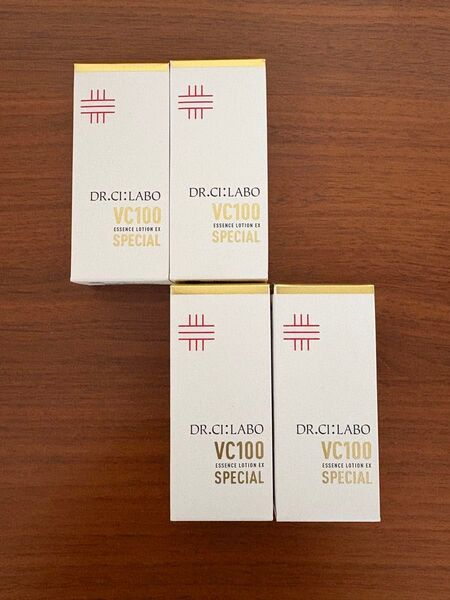 DR.CI:LABO
VC100
ESSENCE LOTION EX
SPECIAL
DR.CI:LABO
VC100
ESSENCE LOTION EX
SPECIAL
DR.CI:LABO
VC100
ESSENCE LOTION EX
SPECIAL
DR.CI:LABO
VC100
ESSENCE LOTION EX
SPECIAL